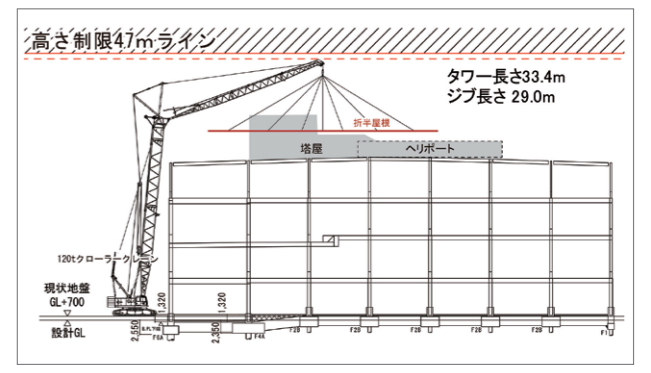 高さ制限47mライン
タワー長さ33.4m
ジブ長さ 29.0m
折半屋根
塔屋
ヘリポート
120tクローラークレーン
現状地盤
GL+700
設計GL
1,320
1,320
2,550
2,350
F5A
F4A
F2B
F2D
F2B
F2B
F2B
F1